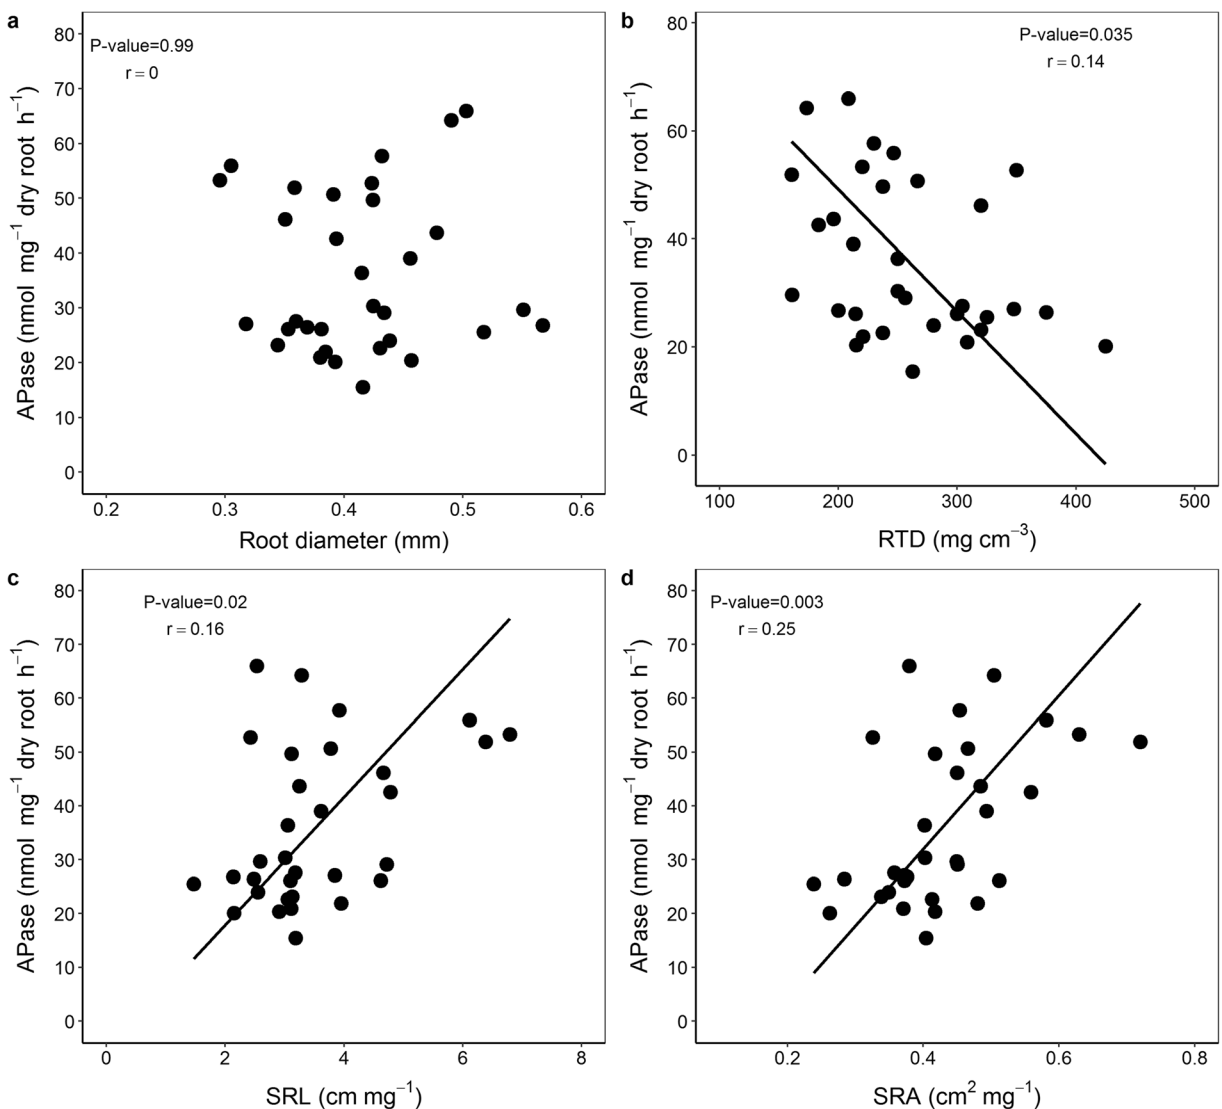 a
P-value=0.99
r = 0
80
70
60
50
40
30
20
10
0
APase (nmol mg⁻¹ dry root h⁻¹)
0.2 0.3 0.4 0.5 0.6
Root diameter (mm)
b
P-value=0.035
r = 0.14
80
60
40
20
0
APase (nmol mg⁻¹ dry root h⁻¹)
100 200 300 400 500
RTD (mg cm⁻³)
c
P-value=0.02
r = 0.16
80
70
60
50
40
30
20
10
0
APase (nmol mg⁻¹ dry root h⁻¹)
0 2 4 6 8
SRL (cm mg⁻¹)
d
P-value=0.003
r = 0.25
80
70
60
50
40
30
20
10
0
APase (nmol mg⁻¹ dry root h⁻¹)
0.2 0.4 0.6 0.8
SRA (cm² mg⁻¹)